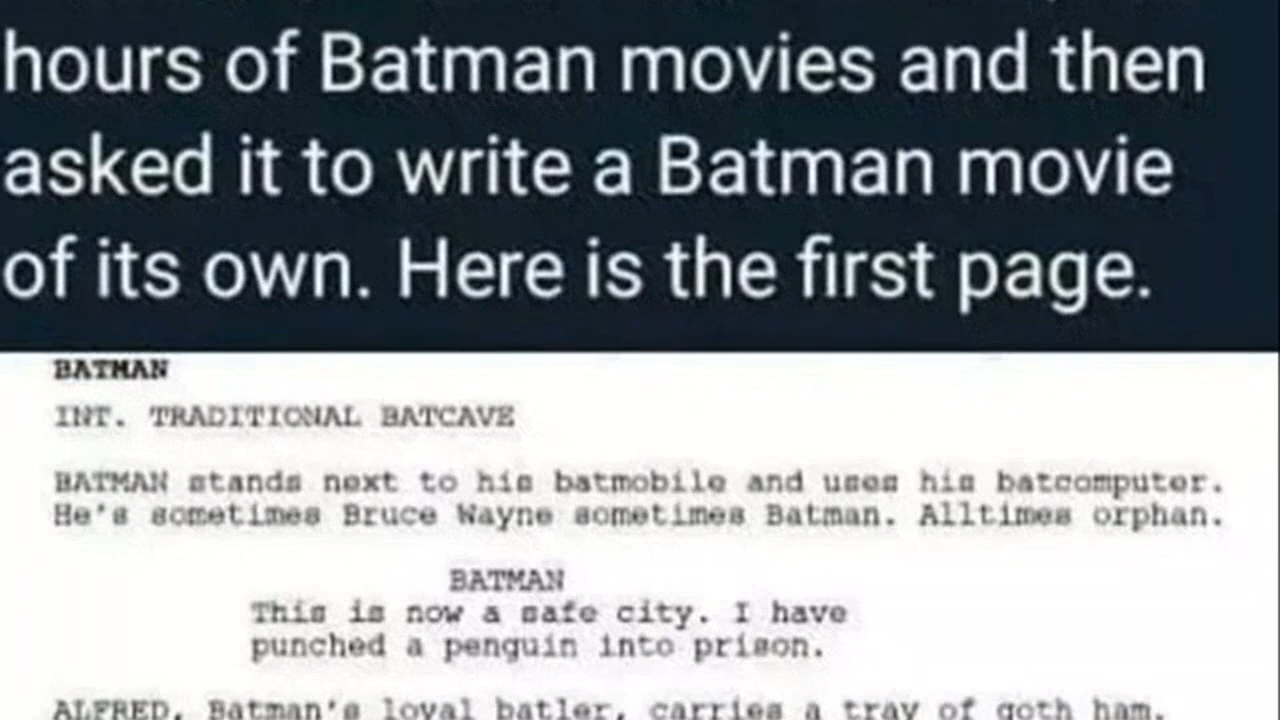 hours of Batman movies and then
asked it to write a Batman movie
of its own. Here is the first page.
BATMAN
INT. TRADITIONAL BATCAVE
BATMAN stands next to his batmobile and uses his batcomputer.
He's sometimes Bruce Wayne sometimes Batman. Alltimes orphan.
BATMAN
This is now a safe city. I have
punched a penguin into prison.
ALFRED, Batman's loyal batler, carries a tray of goth ham.